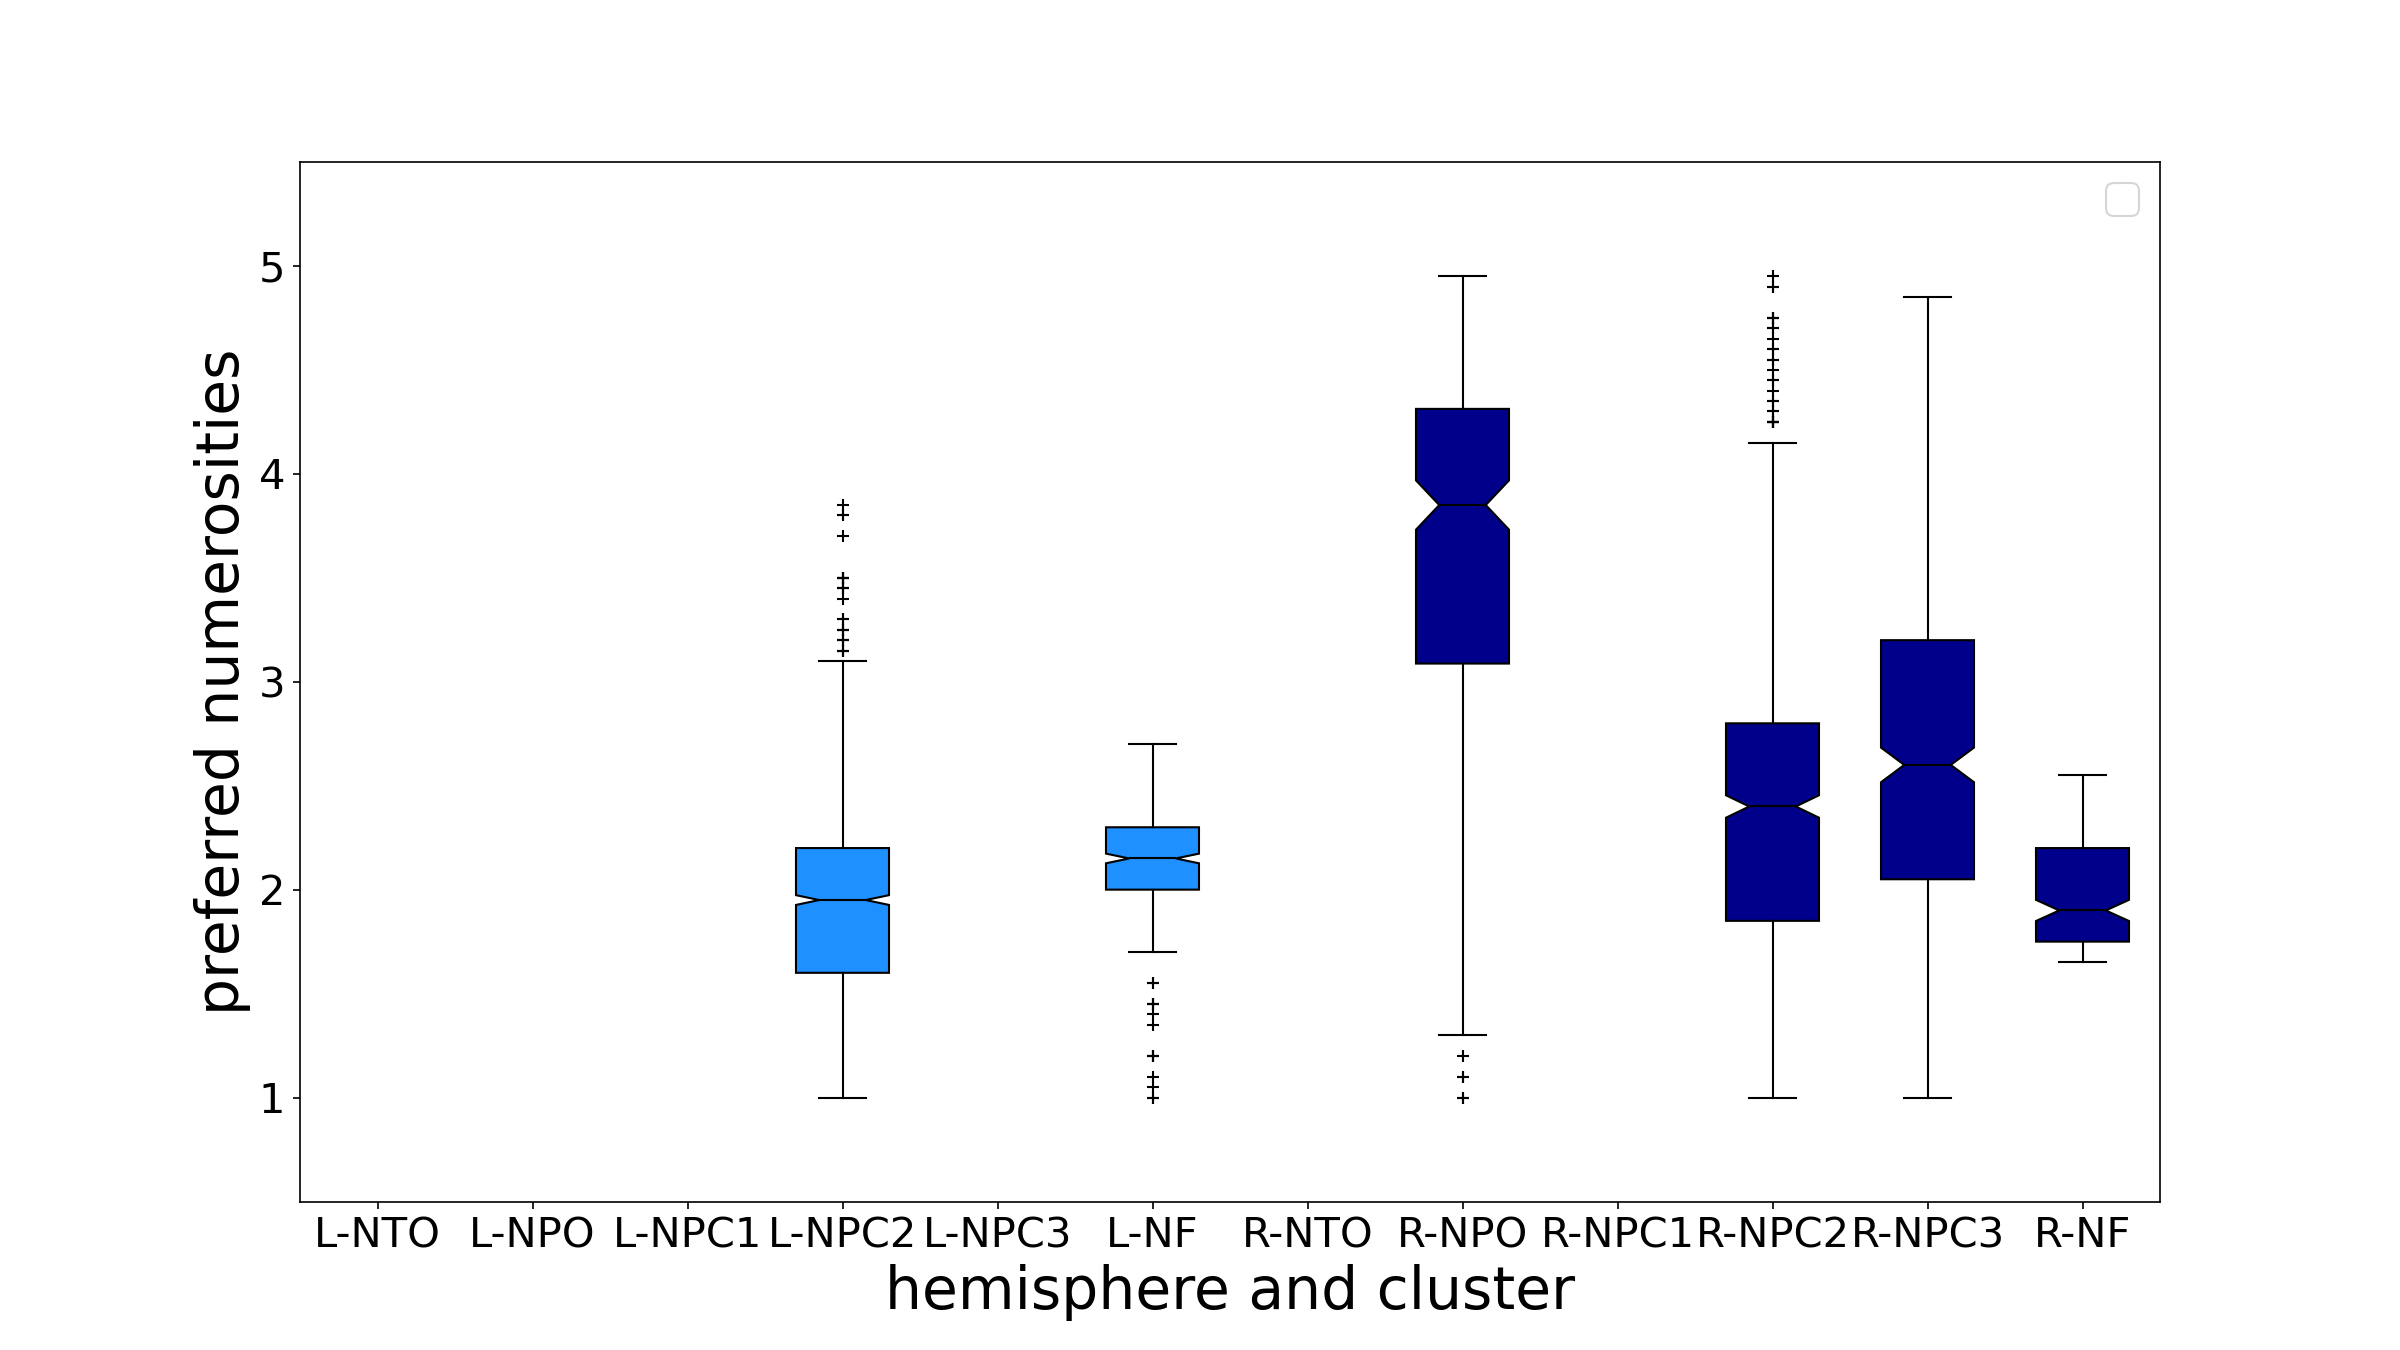 preferred numerosities
5
4
3
2
1
L-NTO L-NPO L-NPC1 L-NPC2 L-NPC3 L-NF R-NTO R-NPO R-NPC1 R-NPC2 R-NPC3 R-NF
hemisphere and cluster